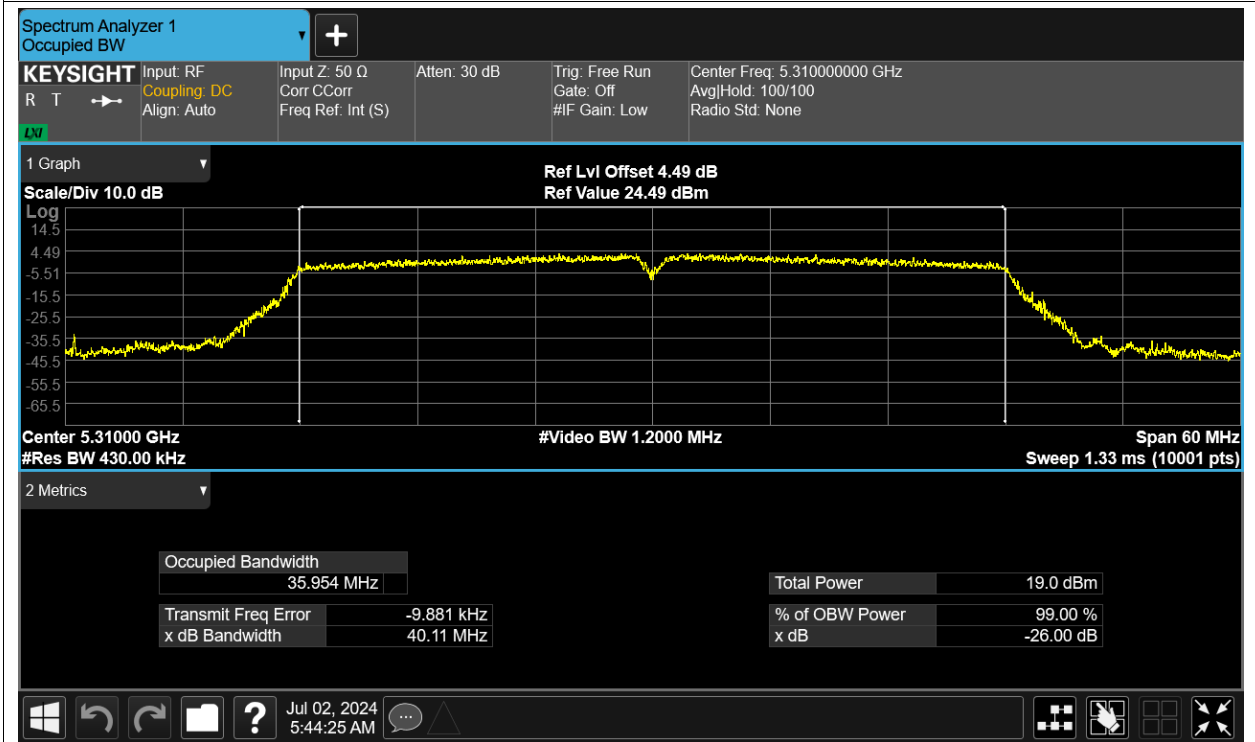 Spectrum Analyzer 1
Occupied BW
KEYSIGHT
R T
LXI
Input: RF
Coupling: DC
Align: Auto
Input Z: 50 Ω
Corr CCorr
Freq Ref: Int (S)
Atten: 30 dB
Trig: Free Run
Gate: Off
#IF Gain: Low
Center Freq: 5.310000000 GHz
Avg|Hold: 100/100
Radio Std: None
1 Graph
Ref Lvl Offset 4.49 dB
Scale/Div 10.0 dB
Ref Value 24.49 dBm
Log
14.5
4.49
-5.51
-15.5
-25.5
-35.5
-45.5
-55.5
-65.5
Center 5.31000 GHz
#Video BW 1.2000 MHz
Span 60 MHz
#Res BW 430.00 kHz
Sweep 1.33 ms (10001 pts)
2 Metrics
Occupied Bandwidth
35.954 MHz
Total Power 19.0 dBm
Transmit Freq Error -9.881 kHz
% of OBW Power 99.00 %
x dB Bandwidth 40.11 MHz
x dB -26.00 dB
?
Jul 02, 2024
5:44:25 AM